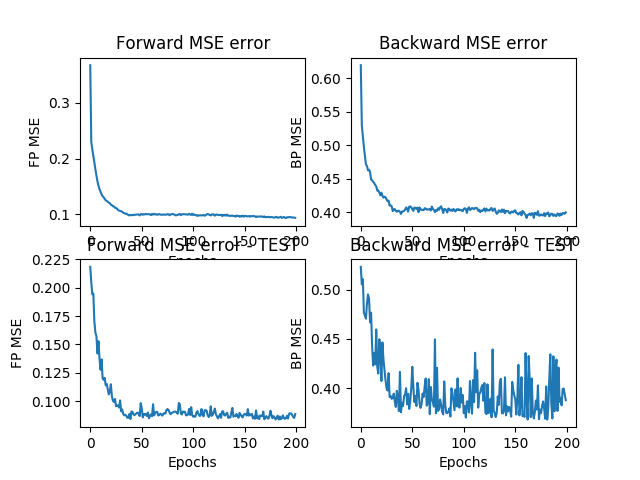 Forward MSE error
FP MSE
0.3
0.2
0.1
0 50 100 150 200
Epochs
Backward MSE error
BP MSE
0.60
0.55
0.50
0.45
0.40
0 50 100 150 200
Epochs
Forward MSE error - TEST
FP MSE
0.225
0.200
0.175
0.150
0.125
0.100
0 50 100 150 200
Epochs
Backward MSE error - TEST
BP MSE
0.50
0.45
0.40
0 50 100 150 200
Epochs